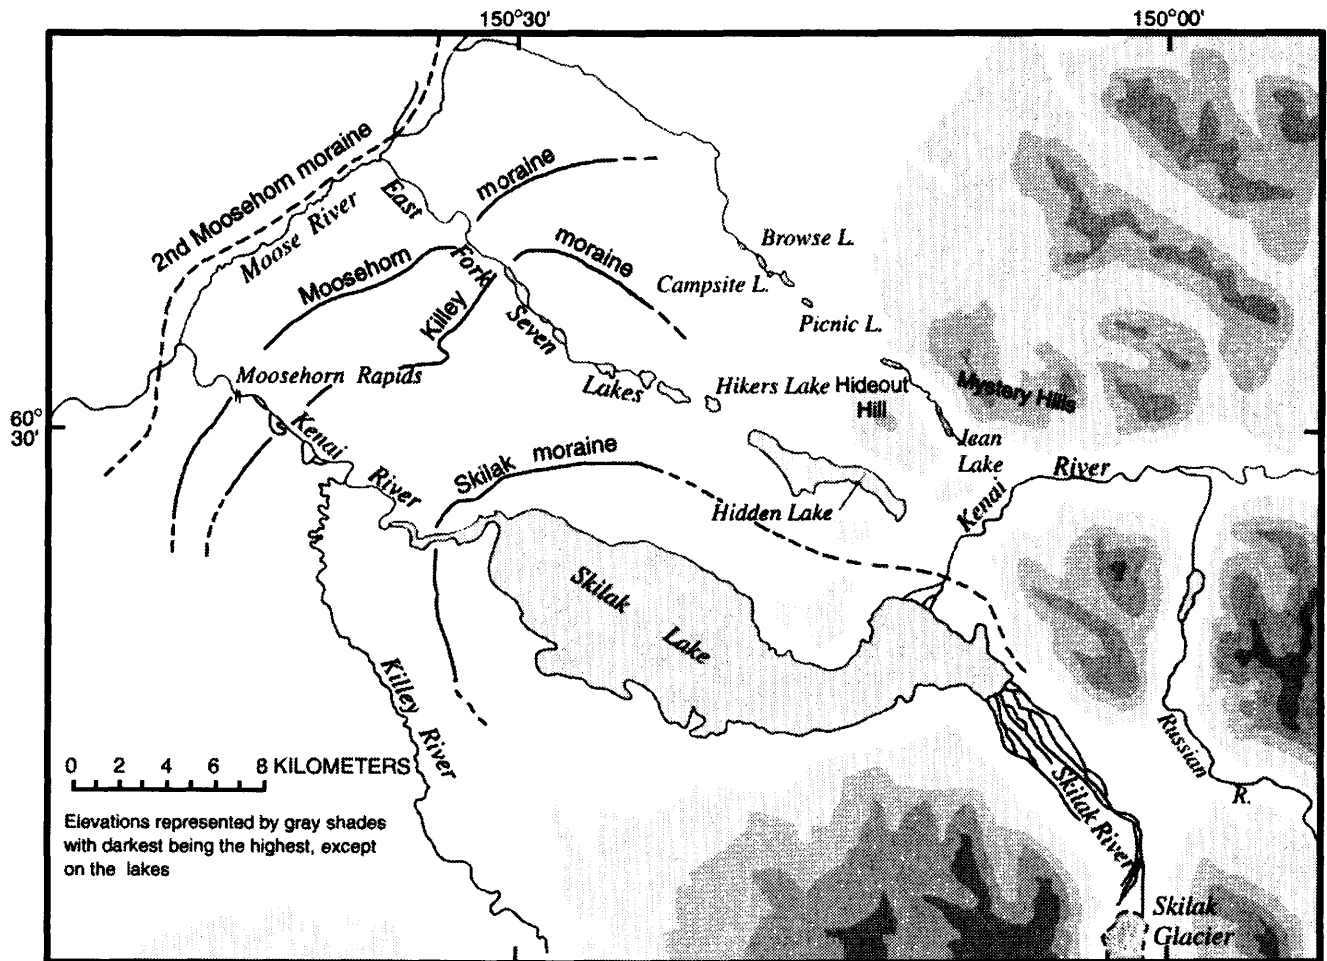 150°30'
150°00'
2nd Moosehorn moraine
Moose River
East
Fork
moraine
Moosehorn
moraine
Killey
Seven
Lakes
Browse L.
Campsite L.
Picnic L.
Moosehorn Rapids
Hikers Lake
Hideout
Hill
Mystery Hills
60°
30'
Kenai
River
Skilak moraine
Jean
Lake
Kenai
River
Hidden Lake
Skilak
Lake
Killey
River
Russian
R.
0 2 4 6 8 KILOMETERS
Skilak River
Elevations represented by gray shades
with darkest being the highest, except
on the lakes
Skilak
Glacier